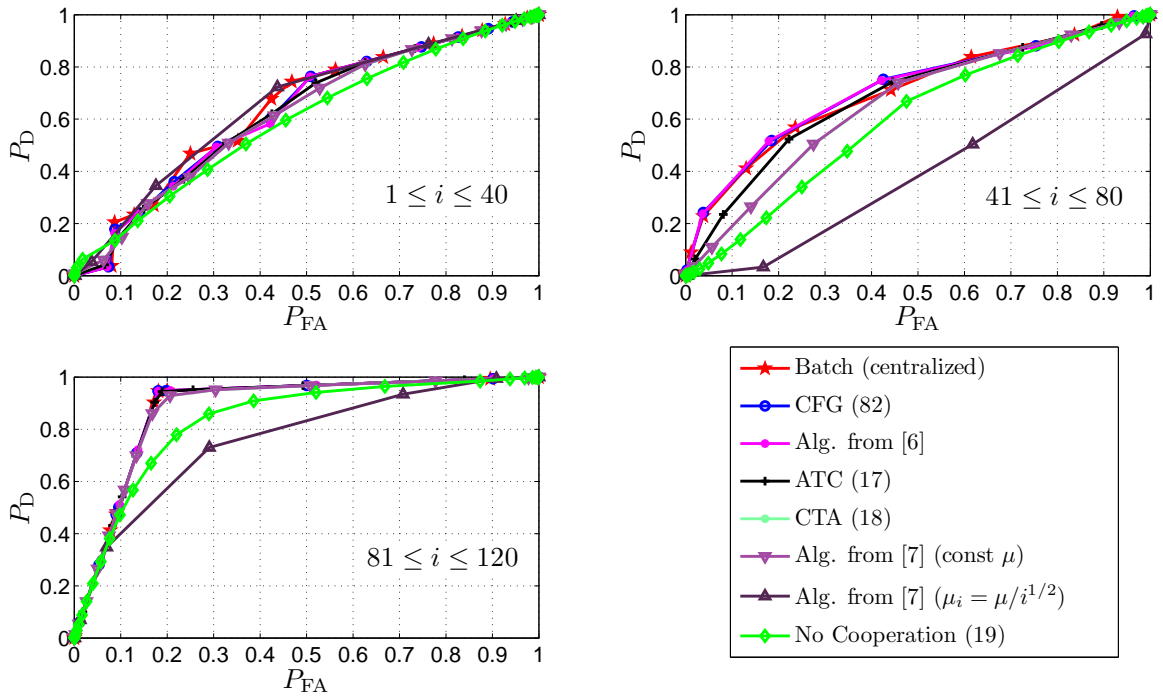 1
0.8
0.6
0.4
0.2
0
P_D
0 0.1 0.2 0.3 0.4 0.5 0.6 0.7 0.8 0.9 1
P_FA
1 ≤ i ≤ 40
1
0.8
0.6
0.4
0.2
0
P_D
0 0.1 0.2 0.3 0.4 0.5 0.6 0.7 0.8 0.9 1
P_FA
41 ≤ i ≤ 80
1
0.8
0.6
0.4
0.2
0
P_D
0 0.1 0.2 0.3 0.4 0.5 0.6 0.7 0.8 0.9 1
P_FA
81 ≤ i ≤ 120
Batch (centralized)
CFG (82)
Alg. from [6]
ATC (17)
CTA (18)
Alg. from [7] (const μ)
Alg. from [7] (μ_i = μ/i^{1/2})
No Cooperation (19)